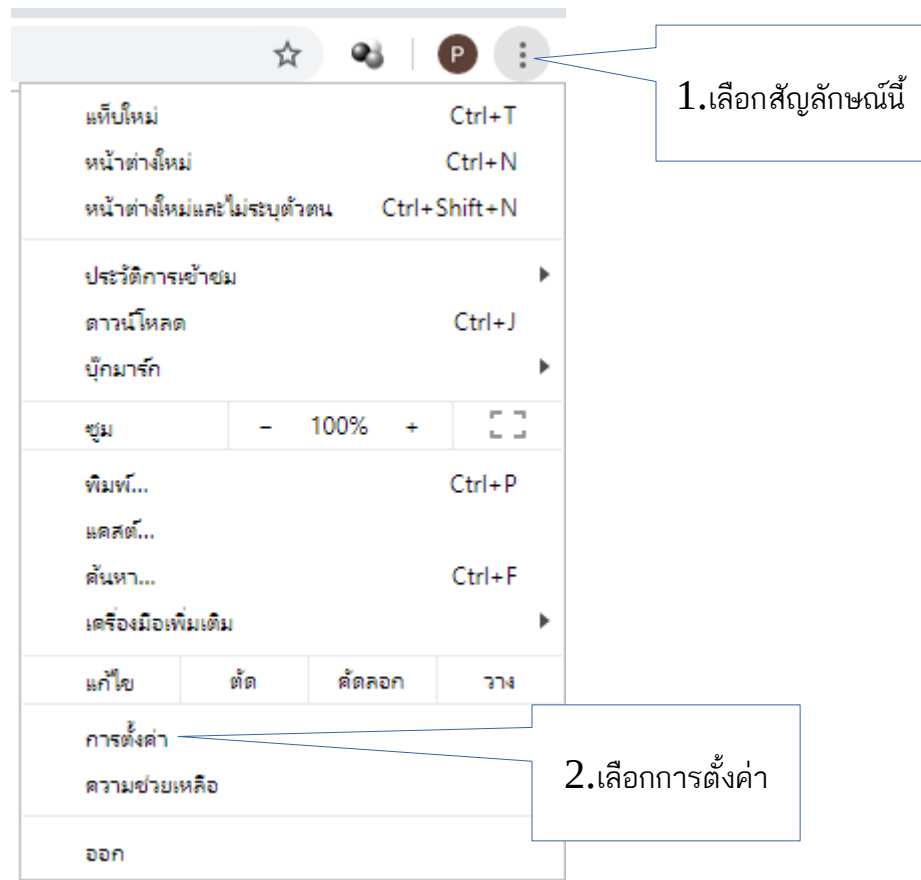 P
1.เลือกสัญลักษณ์นี้
แท็บใหม่ Ctrl+T
หน้าต่างใหม่ Ctrl+N
หน้าต่างใหม่และไม่ระบุตัวตน Ctrl+Shift+N
ประวัติการเข้าชม
ดาวน์โหลด Ctrl+J
บุ๊กมาร์ก
ซูม - 100% +
พิมพ์... Ctrl+P
แคสต์...
ค้นหา... Ctrl+F
เครื่องมือเพิ่มเติม
แก้ไข ตัด คัดลอก วาง
การตั้งค่า
2.เลือกการตั้งค่า
ความช่วยเหลือ
ออก